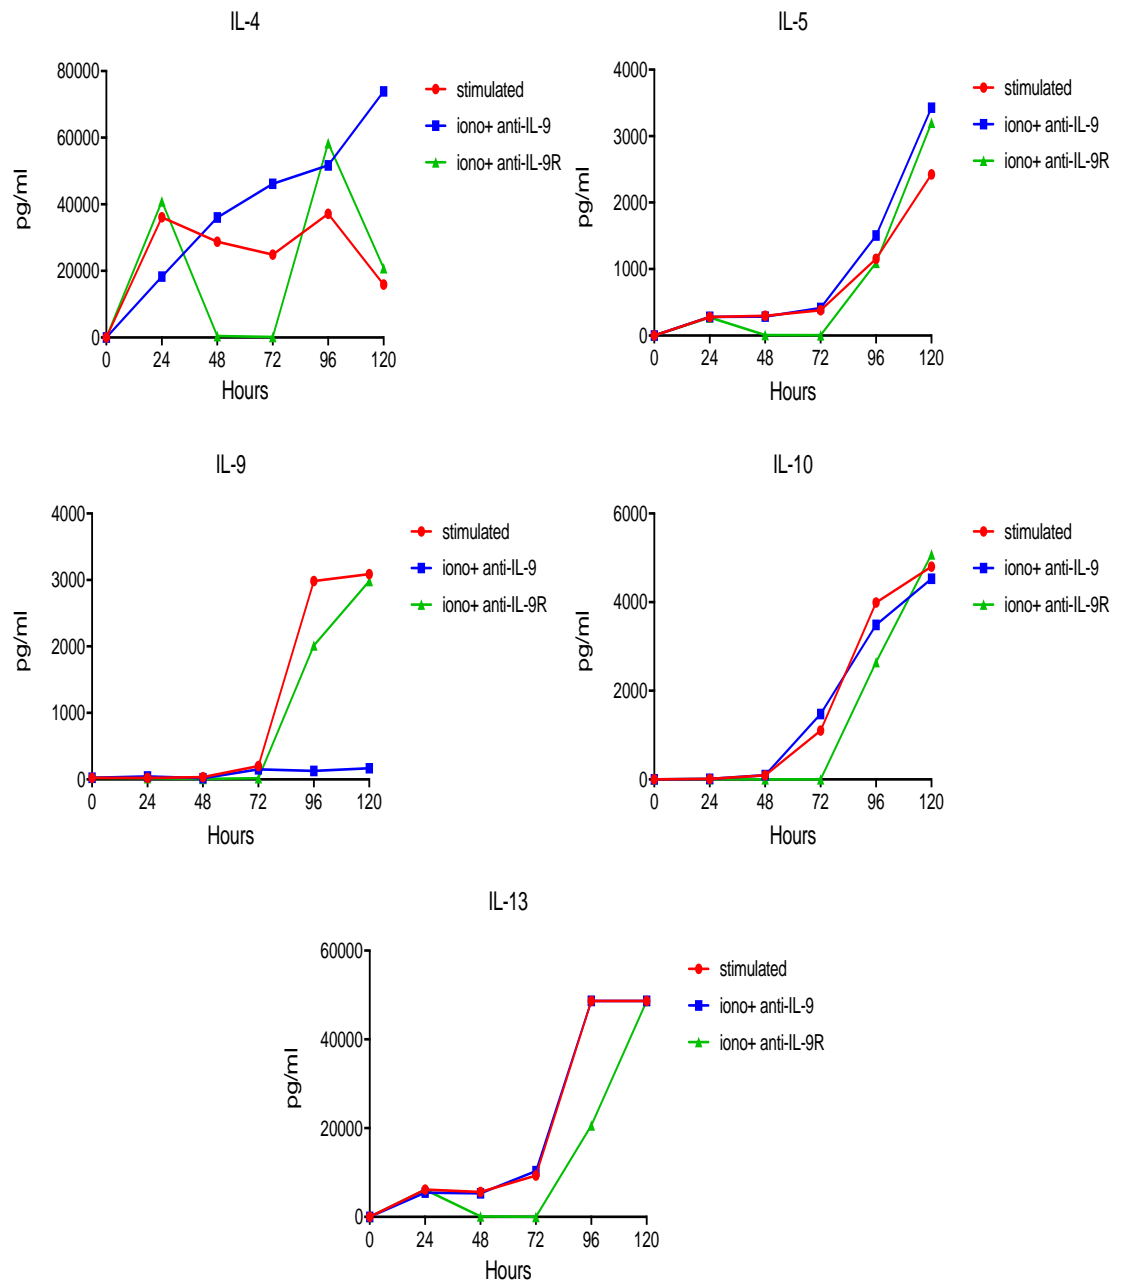 IL-4
80000
60000
40000
20000
0
pg/ml
0 24 48 72 96 120
Hours
stimulated
iono+ anti-IL-9
iono+ anti-IL-9R
IL-5
4000
3000
2000
1000
0
pg/ml
0 24 48 72 96 120
Hours
stimulated
iono+ anti-IL-9
iono+ anti-IL-9R
IL-9
4000
3000
2000
1000
0
pg/ml
0 24 48 72 96 120
Hours
stimulated
iono+ anti-IL-9
iono+ anti-IL-9R
IL-10
6000
4000
2000
0
pg/ml
0 24 48 72 96 120
Hours
stimulated
iono+ anti-IL-9
iono+ anti-IL-9R
IL-13
60000
40000
20000
0
pg/ml
0 24 48 72 96 120
Hours
stimulated
iono+ anti-IL-9
iono+ anti-IL-9R